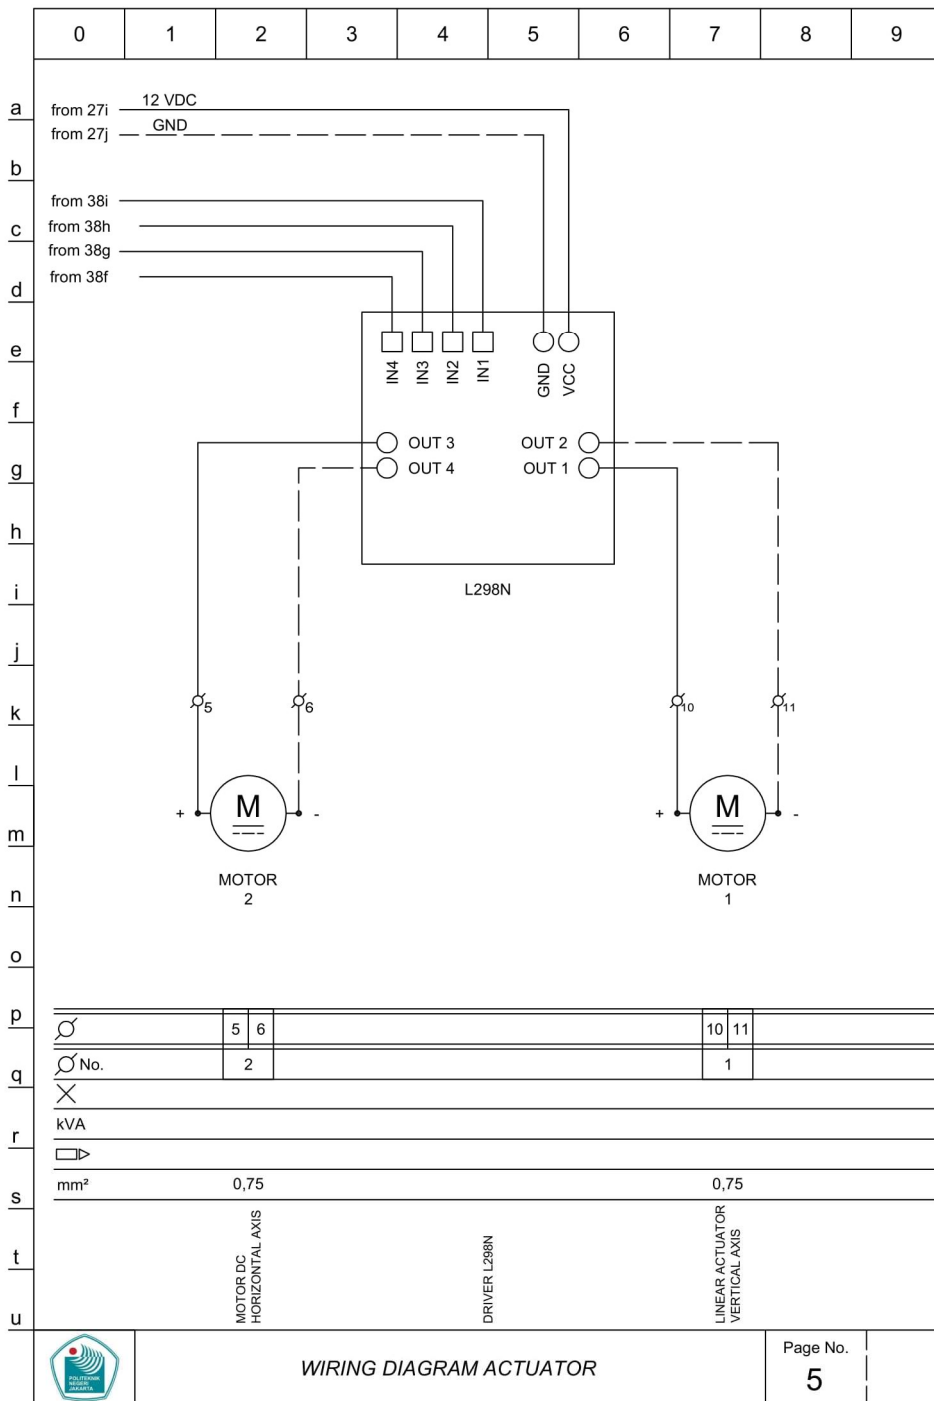 0 1 2 3 4 5 6 7 8 9
a
b
c
d
e
f
g
h
i
j
k
l
m
n
o
p
q
r
s
t
u
from 27i 12 VDC
from 27j GND
from 38i
from 38h
from 38g
from 38f
IN4 IN3 IN2 IN1 GND VCC
OUT 3 OUT 2
OUT 4 OUT 1
L298N
5 6 10 11
+ M - + M -
MOTOR
2
MOTOR
1
5 6 10 11
No. 2 1
kVA
mm² 0,75 0,75
MOTOR DC
HORIZONTAL AXIS
DRIVER L298N
LINEAR ACTUATOR
VERTICAL AXIS
POLITEKNIK
NEGERI
JAKARTA
WIRING DIAGRAM ACTUATOR
Page No.
5